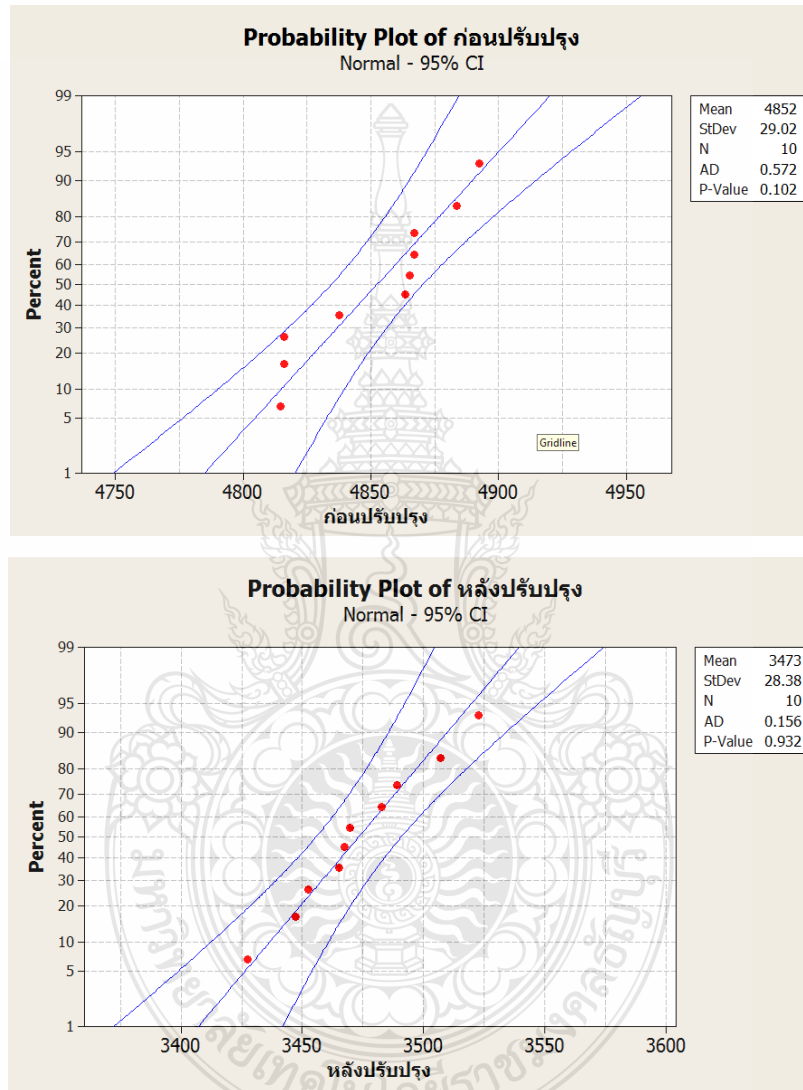 Probability Plot of ก่อนปรับปรุง
Normal - 95% CI
Mean 4852
StDev 29.02
N 10
AD 0.572
P-Value 0.102
99
95
90
80
70
60
50
40
30
20
10
5
1
Percent
Gridline
4750 4800 4850 4900 4950
ก่อนปรับปรุง
Probability Plot of หลังปรับปรุง
Normal - 95% CI
Mean 3473
StDev 28.38
N 10
AD 0.156
P-Value 0.932
99
95
90
80
70
60
50
40
30
20
10
5
1
Percent
3400 3450 3500 3550 3600
หลังปรับปรุง